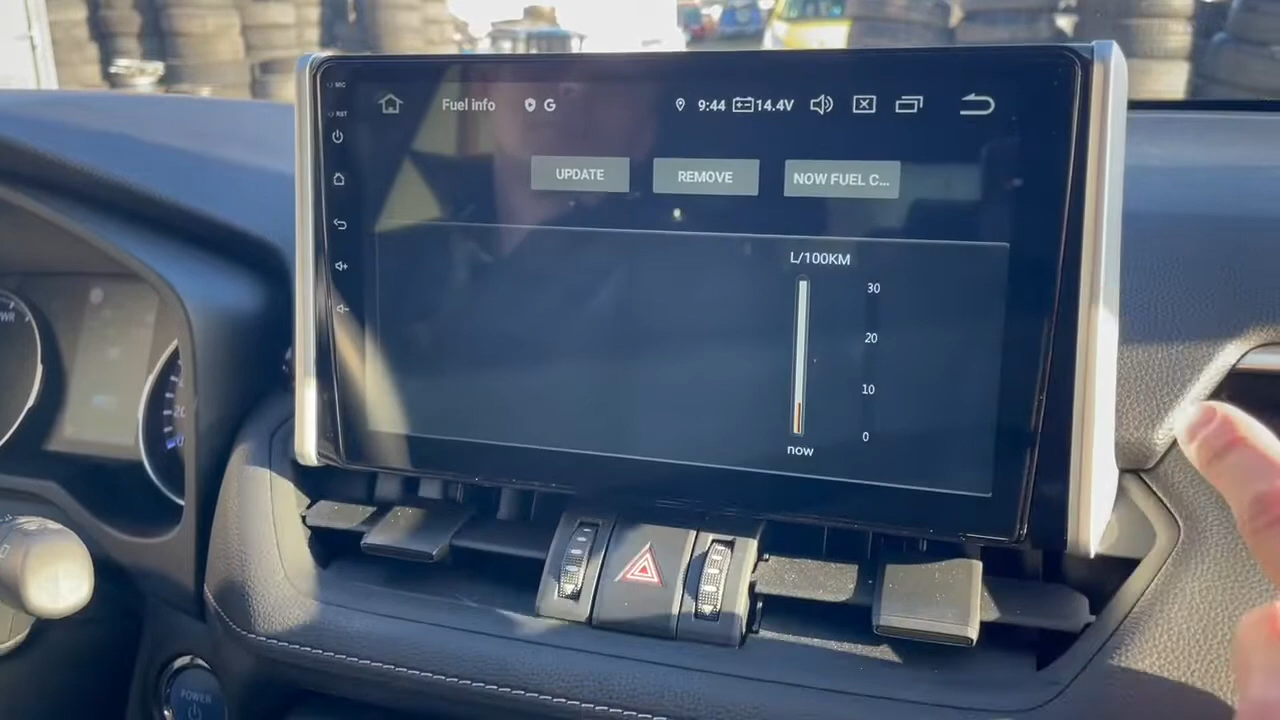 MIC
Fuel info
G
9:44
14.4V
RST
UPDATE
REMOVE
NOW FUEL C...
L/100KM
30
20
10
0
now
PWR
POWER